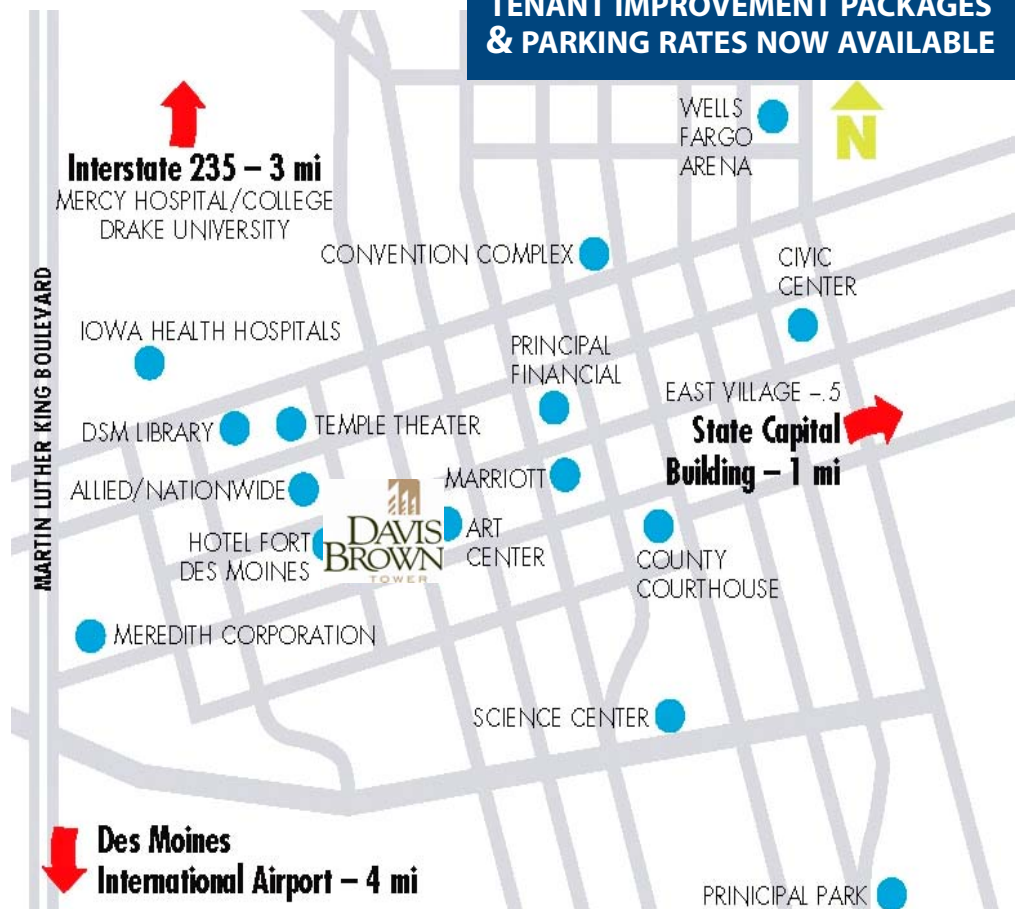 TENANT IMPROVEMENT PACKAGES
& PARKING RATES NOW AVAILABLE
WELLS
FARGO
ARENA
N
Interstate 235 – 3 mi
MERCY HOSPITAL/COLLEGE
DRAKE UNIVERSITY
CONVENTION COMPLEX
CIVIC
CENTER
MARTIN LUTHER KING BOULEVARD
IOWA HEALTH HOSPITALS
PRINCIPAL
FINANCIAL
EAST VILLAGE –.5
State Capital
Building – 1 mi
DSM LIBRARY
TEMPLE THEATER
ALLIED/NATIONWIDE
MARRIOTT
HOTEL FORT
DES MOINES
DAVIS
BROWN
TOWER
ART
CENTER
COUNTY
COURTHOUSE
MEREDITH CORPORATION
SCIENCE CENTER
Des Moines
International Airport – 4 mi
PRINICIPAL PARK